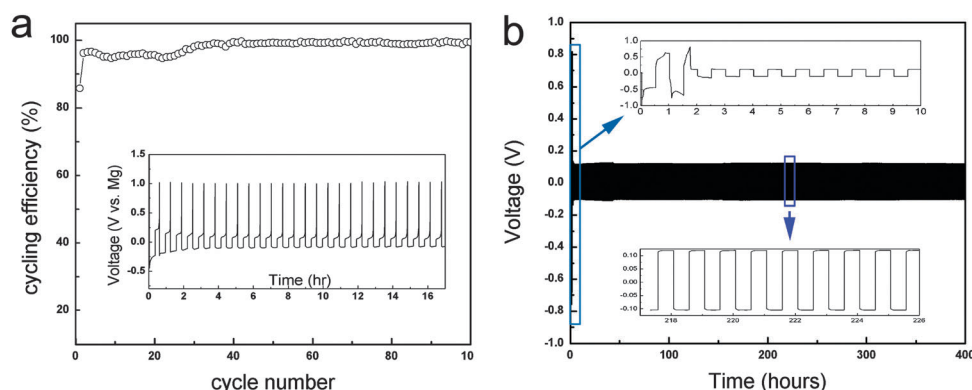 a
100
80
60
40
20
cycling efficiency (%)
0 20 40 60 80 10
cycle number
1.5
1.0
0.5
0.0
-0.5
Voltage (V vs. Mg)
Time (hr)
0 2 4 6 8 10 12 14 16
b
1.0
0.8
0.6
0.4
0.2
0.0
-0.2
-0.4
-0.6
-0.8
-1.0
Voltage (V)
0 100 200 300 400
Time (hours)
1.0
0.5
0.0
-0.5
-1.0
0 1 2 3 4 5 6 7 8 9 10
0.10
0.05
0.00
-0.05
-0.10
218 220 222 224 226